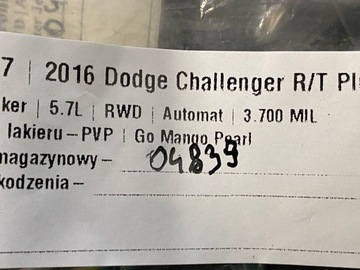 7 | 2016 Dodge Challenger R/T Pl
ker | 5.7L | RWD | Automat | 3.700 MIL
lakieru – PVP | Go Mango Pearl
magazynowy – 04839
kodzenia –